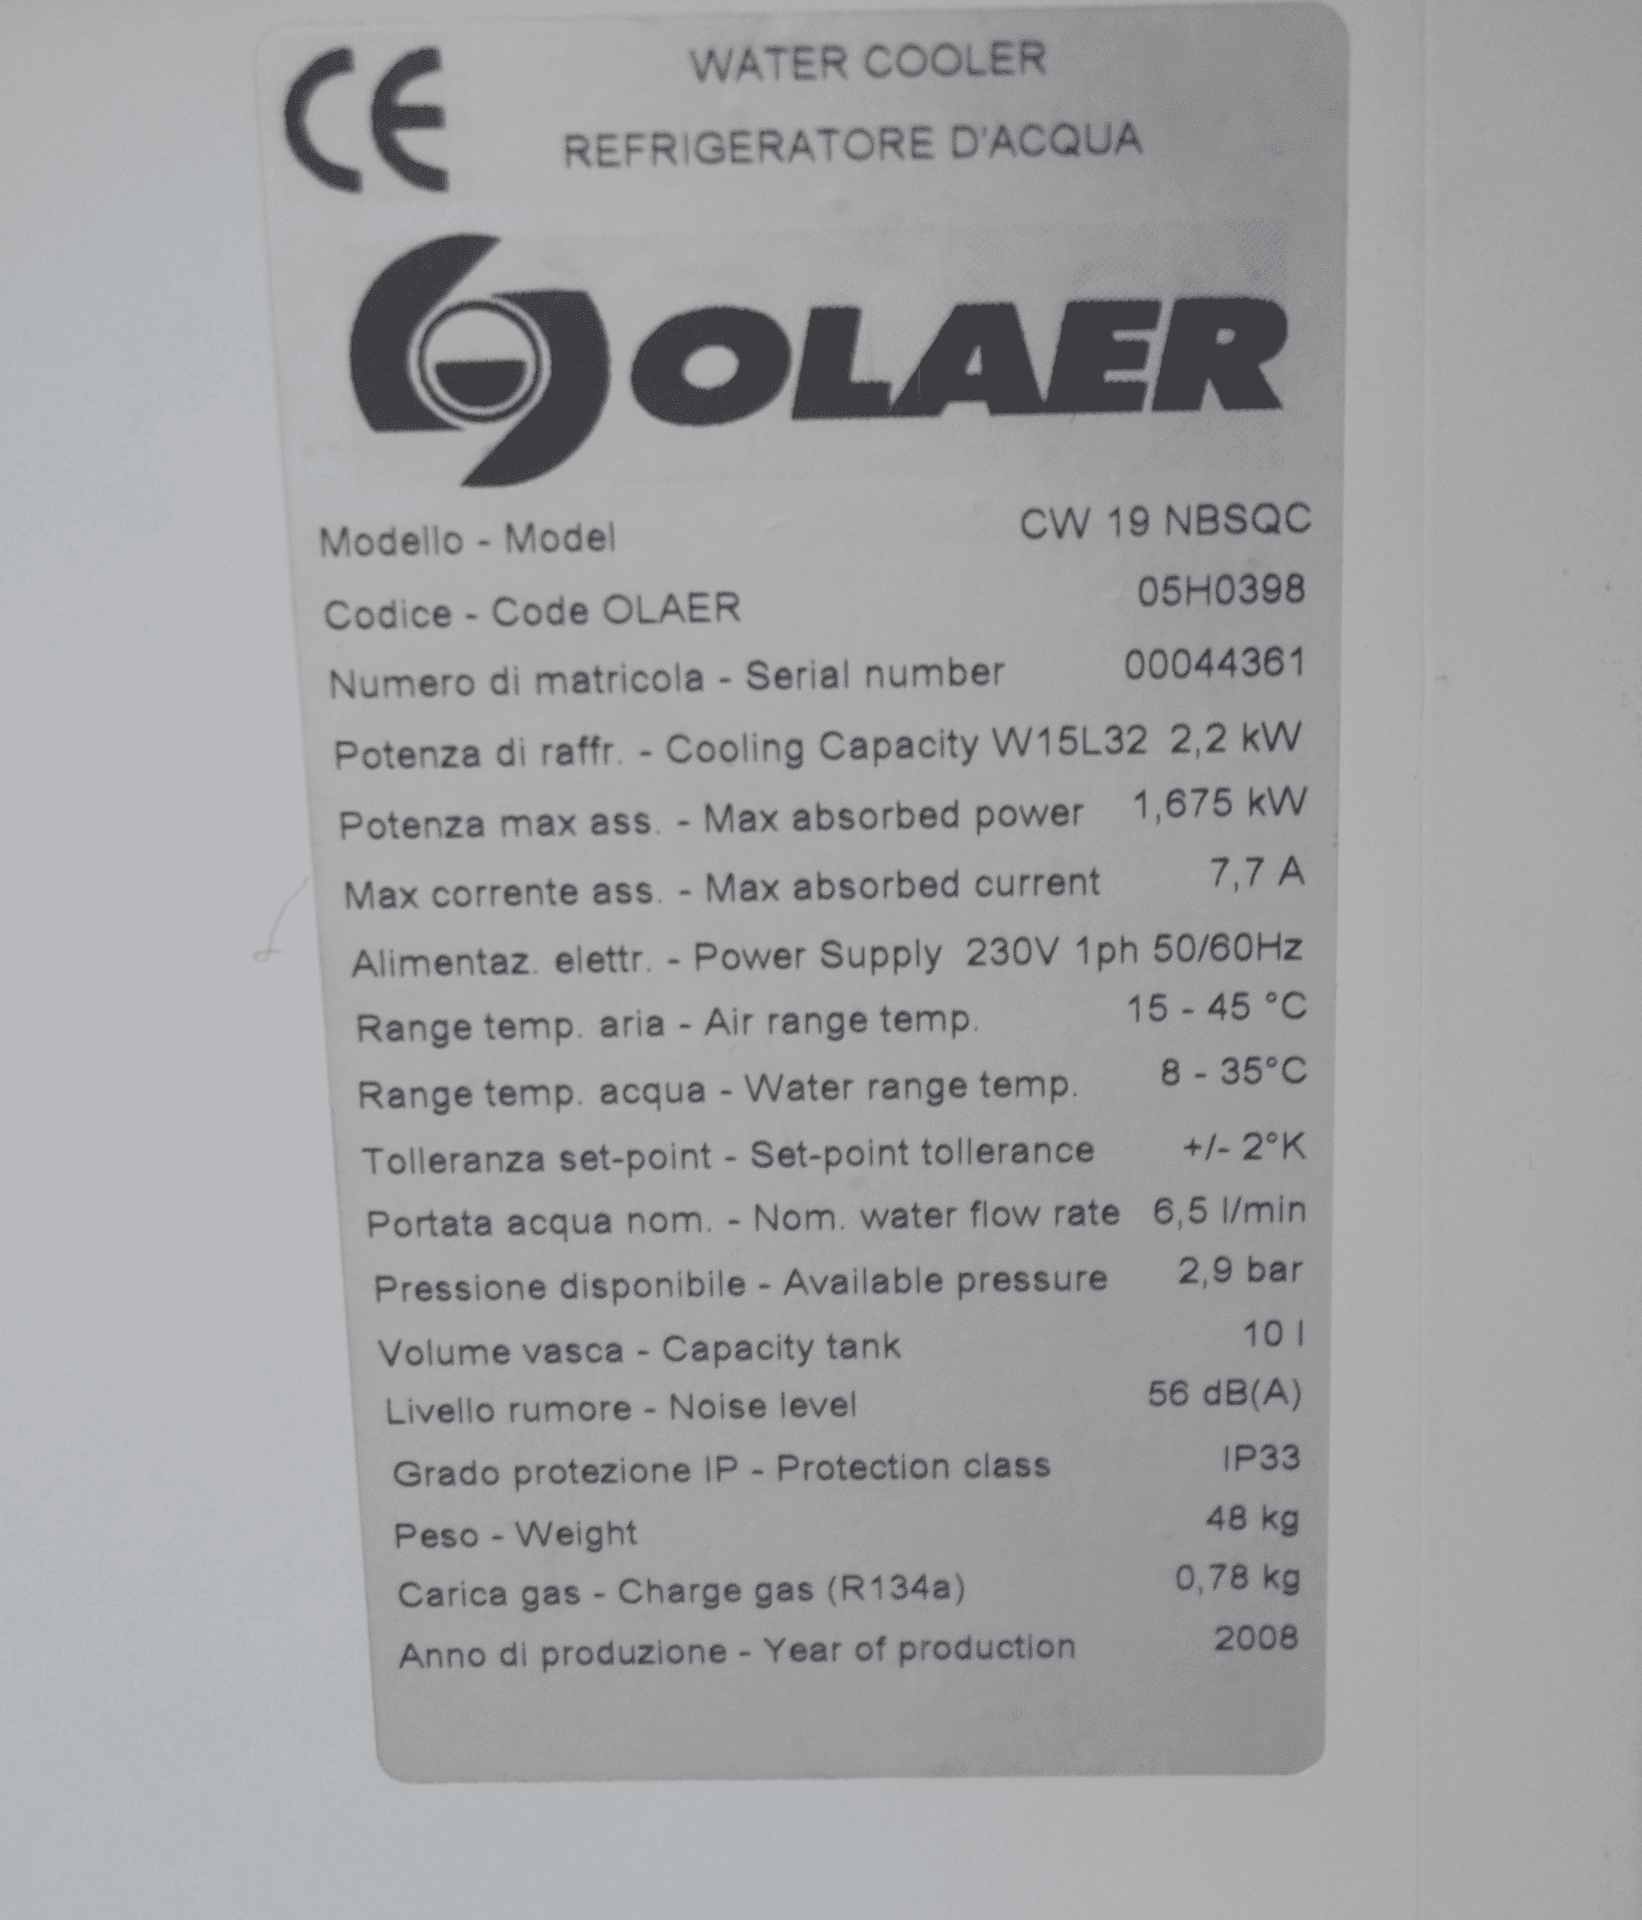 CE
WATER COOLER
REFRIGERATORE D'ACQUA
OLAER
Modello - Model CW 19 NBSQC
Codice - Code OLAER 05H0398
Numero di matricola - Serial number 00044361
Potenza di raffr. - Cooling Capacity W15L32 2,2 kW
Potenza max ass. - Max absorbed power 1,675 kW
Max corrente ass. - Max absorbed current 7,7 A
Alimentaz. elettr. - Power Supply 230V 1ph 50/60Hz
Range temp. aria - Air range temp. 15 - 45 °C
Range temp. acqua - Water range temp. 8 - 35°C
Tolleranza set-point - Set-point tollerance +/- 2°K
Portata acqua nom. - Nom. water flow rate 6,5 l/min
Pressione disponibile - Available pressure 2,9 bar
Volume vasca - Capacity tank 10 l
Livello rumore - Noise level 56 dB(A)
Grado protezione IP - Protection class IP33
Peso - Weight 48 kg
Carica gas - Charge gas (R134a) 0,78 kg
Anno di produzione - Year of production 2008